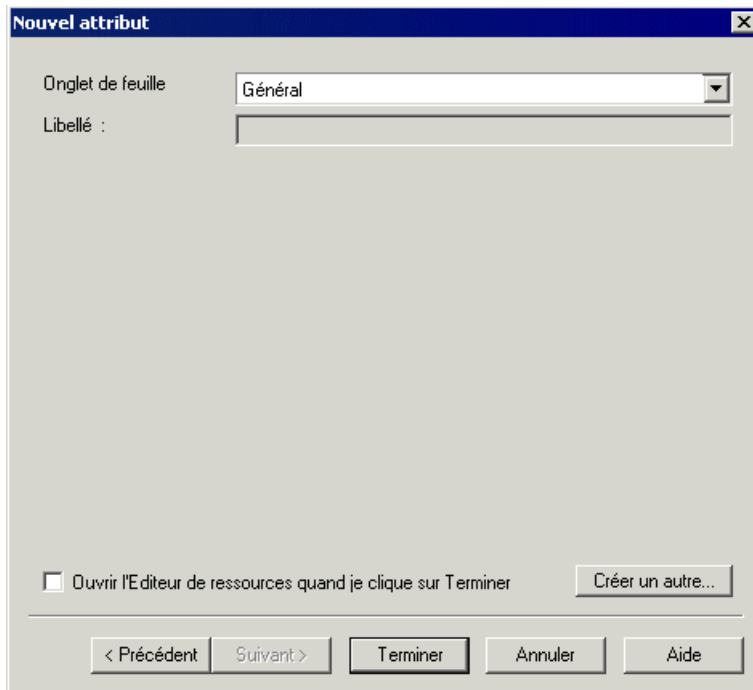 Nouvel attribut
Onglet de feuille
Général
Libellé :
Ouvrir l'Editeur de ressources quand je clique sur Terminer
Créer un autre...
< Précédent
Suivant >
Terminer
Annuler
Aide